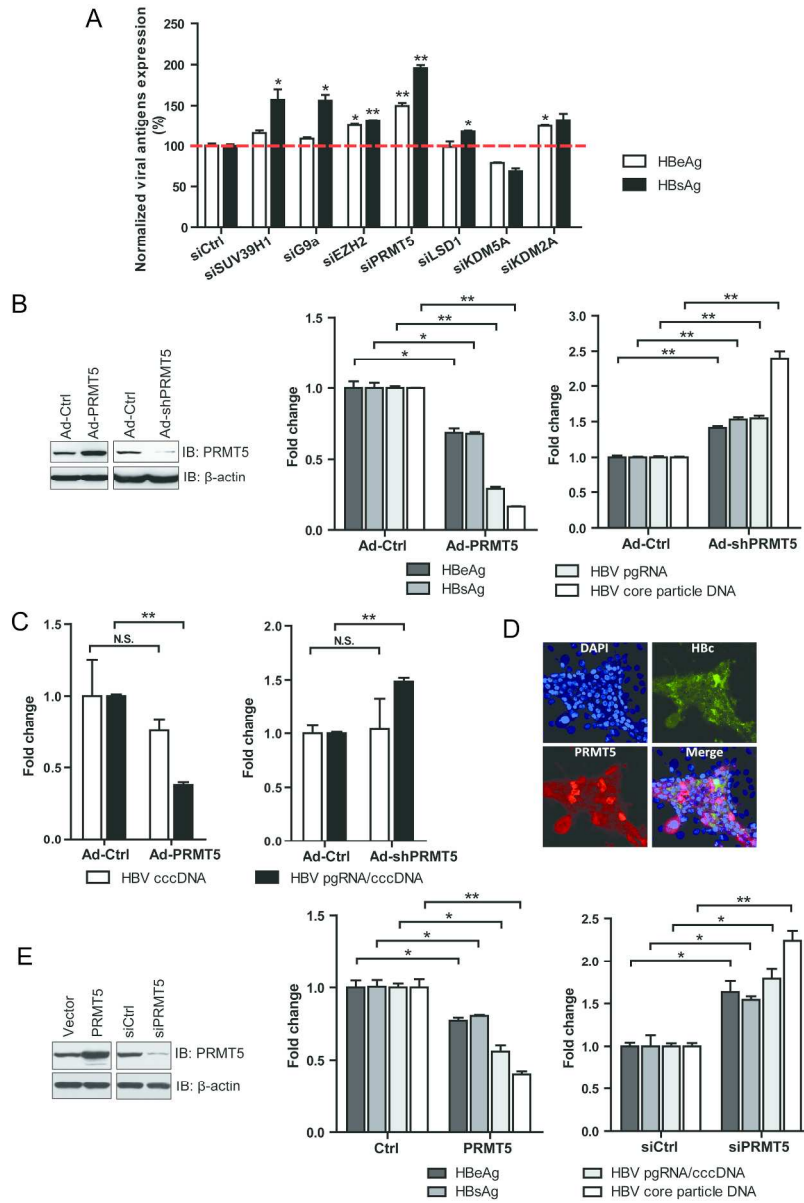 A
Normalized viral antigens expression
(%)
250
200
150
100
50
0
*
*
*
**
**
**
*
*
siCtrl
siSUV39H1
siG9a
siEZH2
siPRMT5
siLSD1
siKDM5A
siKDM2A
HBeAg
HBsAg
B
Ad-Ctrl
Ad-PRMT5
Ad-Ctrl
Ad-shPRMT5
IB: PRMT5
IB: β-actin
Fold change
1.5
1.0
0.5
0.0
**
**
*
*
Ad-Ctrl
Ad-PRMT5
Fold change
3.0
2.5
2.0
1.5
1.0
0.5
0.0
**
**
**
**
Ad-Ctrl
Ad-shPRMT5
HBeAg
HBsAg
HBV pgRNA
HBV core particle DNA
C
Fold change
1.5
1.0
0.5
0.0
**
N.S.
Ad-Ctrl
Ad-PRMT5
Fold change
2.0
1.5
1.0
0.5
0.0
**
N.S.
Ad-Ctrl
Ad-shPRMT5
HBV cccDNA
HBV pgRNA/cccDNA
D
DAPI
HBc
PRMT5
Merge
E
Vector
PRMT5
siCtrl
siPRMT5
IB: PRMT5
IB: β-actin
Fold change
1.5
1.0
0.5
0.0
**
*
*
*
Ctrl
PRMT5
Fold change
2.5
2.0
1.5
1.0
0.5
0.0
**
*
*
*
siCtrl
siPRMT5
HBeAg
HBsAg
HBV pgRNA/cccDNA
HBV core particle DNA